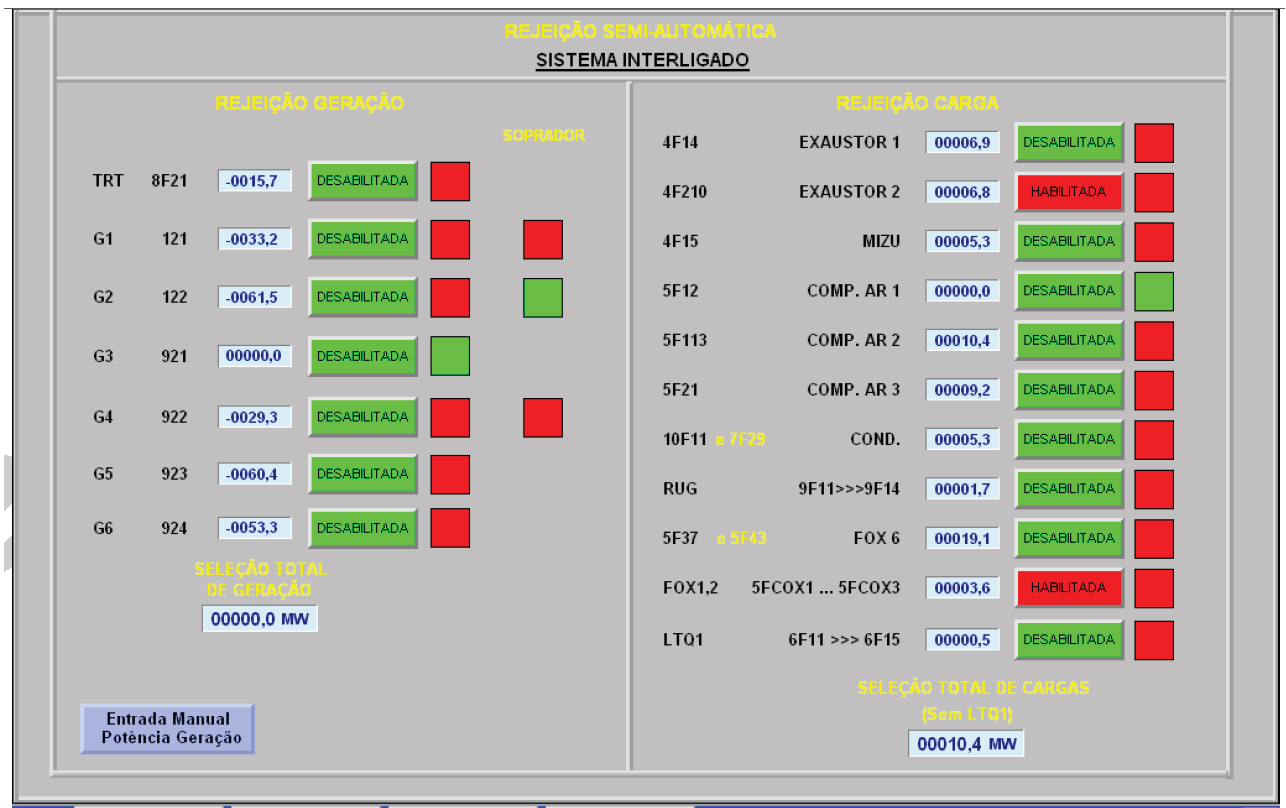 REJEIÇÃO SEMI-AUTOMÁTICA
SISTEMA INTERLIGADO
REJEIÇÃO GERAÇÃO
SOPRADOR
TRT 8F21 -0015,7 DESABILITADA
G1 121 -0033,2 DESABILITADA
G2 122 -0061,5 DESABILITADA
G3 921 00000,0 DESABILITADA
G4 922 -0029,3 DESABILITADA
G5 923 -0060,4 DESABILITADA
G6 924 -0053,3 DESABILITADA
SELEÇÃO TOTAL
DE GERAÇÃO
00000,0 MW
Entrada Manual
Potência Geração
REJEIÇÃO CARGA
4F14 EXAUSTOR 1 00006,9 DESABILITADA
4F210 EXAUSTOR 2 00006,8 HABILITADA
4F15 MIZU 00005,3 DESABILITADA
5F12 COMP. AR 1 00000,0 DESABILITADA
5F113 COMP. AR 2 00010,4 DESABILITADA
5F21 COMP. AR 3 00009,2 DESABILITADA
10F11 e 7F29 COND. 00005,3 DESABILITADA
RUG 9F11>>>9F14 00001,7 DESABILITADA
5F37 e 5F43 FOX 6 00019,1 DESABILITADA
FOX1,2 5FCOX1 ... 5FCOX3 00003,6 HABILITADA
LTQ1 6F11 >>> 6F15 00000,5 DESABILITADA
SELEÇÃO TOTAL DE CARGAS
(Sem LTQ1)
00010,4 MW